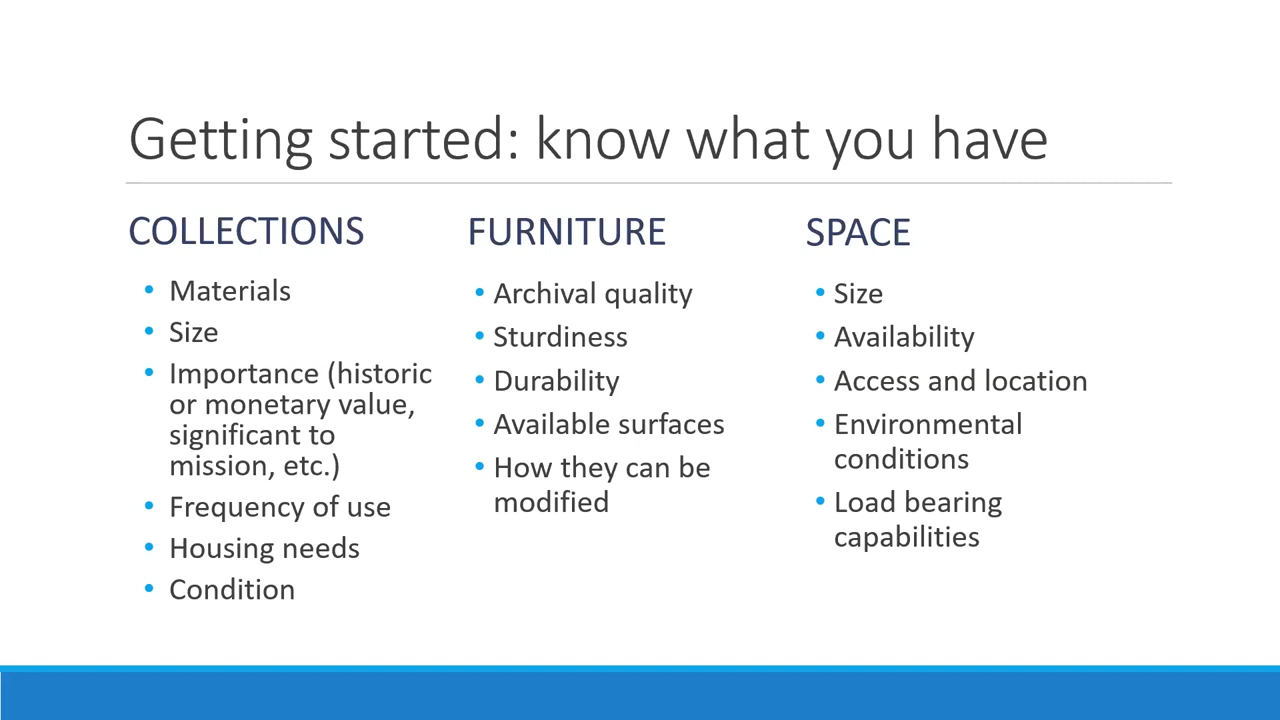 Getting started: know what you have
COLLECTIONS
• Materials
• Size
• Importance (historic
or monetary value,
significant to
mission, etc.)
• Frequency of use
• Housing needs
• Condition
FURNITURE
• Archival quality
• Sturdiness
• Durability
• Available surfaces
• How they can be
modified
SPACE
• Size
• Availability
• Access and location
• Environmental
conditions
• Load bearing
capabilities